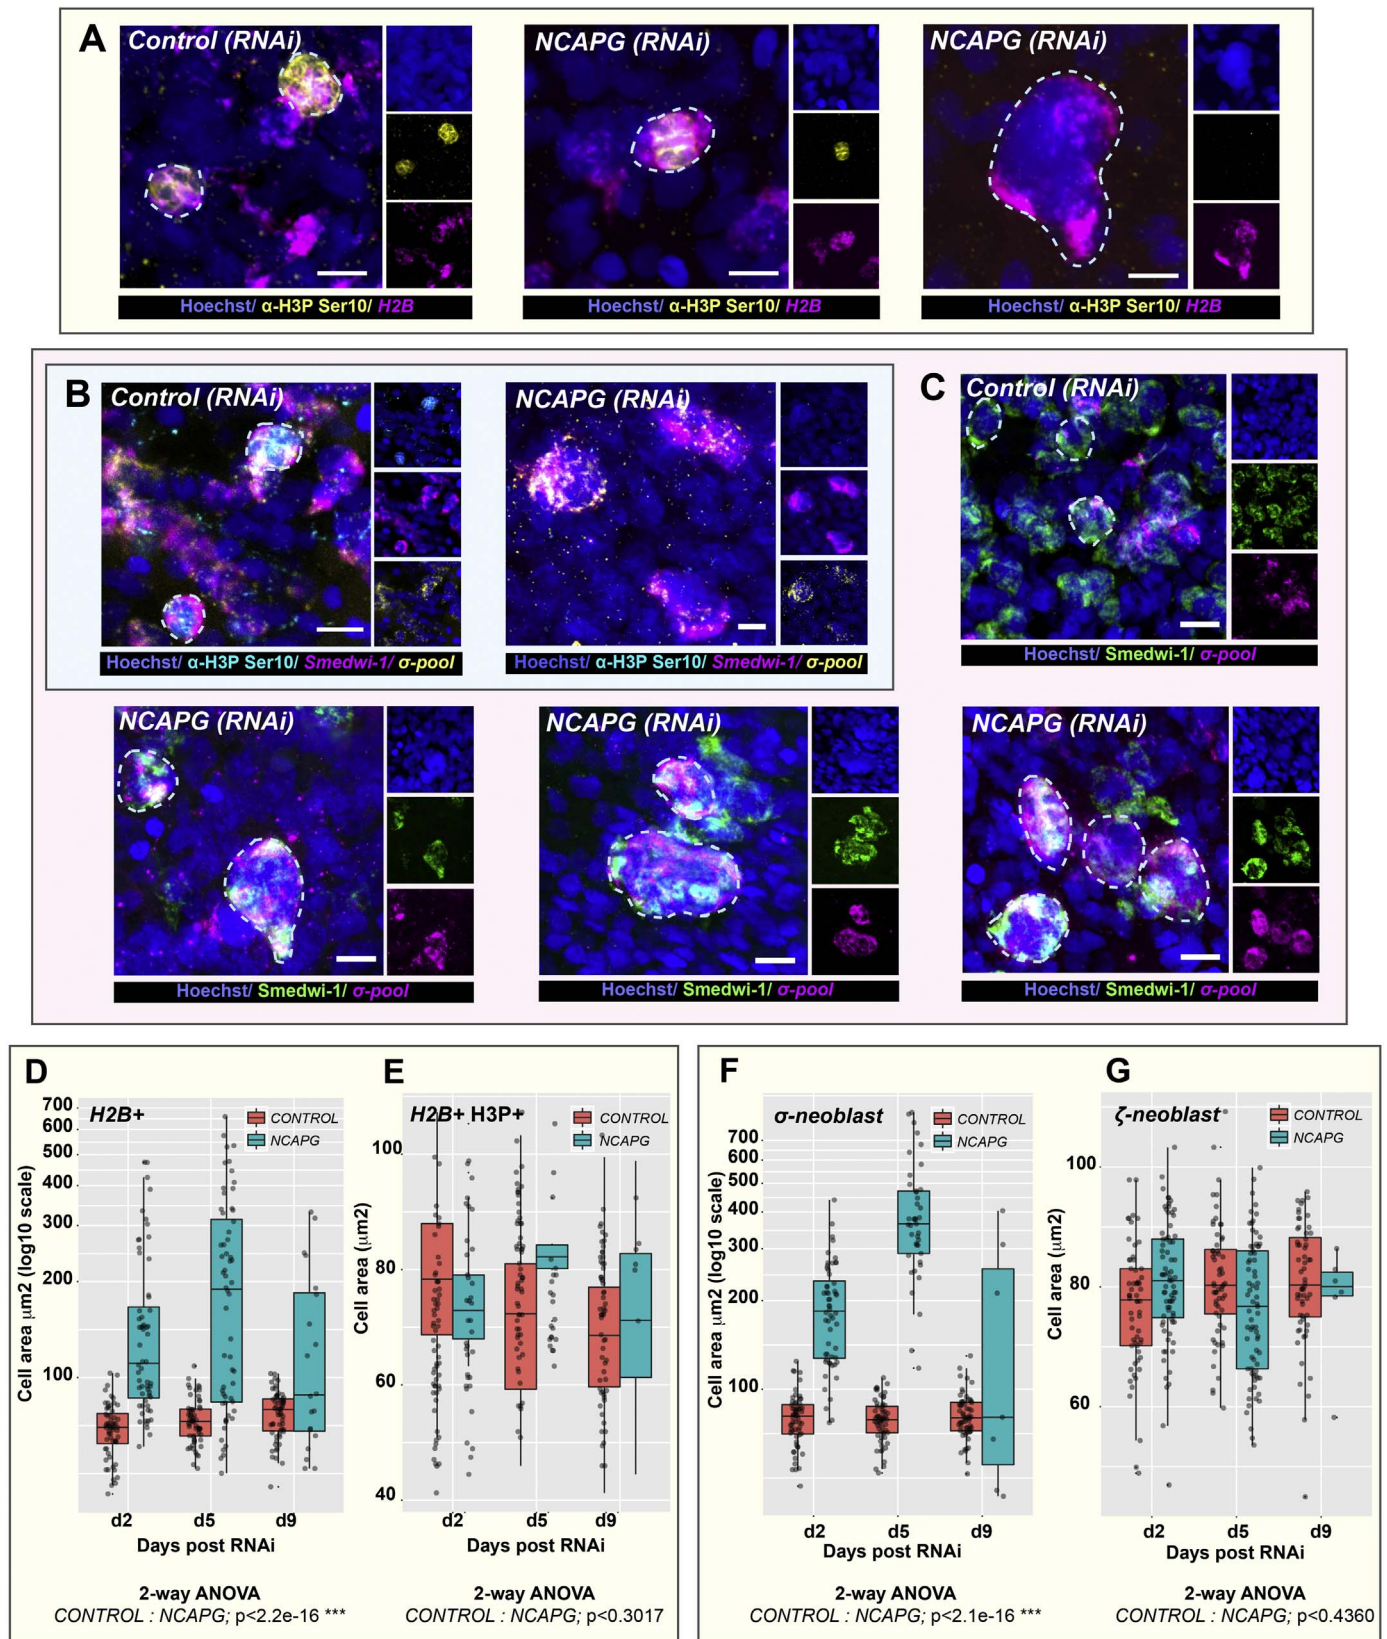 A
Control (RNAi)
NCAPG (RNAi)
NCAPG (RNAi)
Hoechst/ α-H3P Ser10/ H2B
Hoechst/ α-H3P Ser10/ H2B
Hoechst/ α-H3P Ser10/ H2B
B
Control (RNAi)
NCAPG (RNAi)
Hoechst/ α-H3P Ser10/ Smedwi-1/ σ-pool
Hoechst/ α-H3P Ser10/ Smedwi-1/ σ-pool
C
Control (RNAi)
Hoechst/ Smedwi-1/ σ-pool
NCAPG (RNAi)
NCAPG (RNAi)
NCAPG (RNAi)
Hoechst/ Smedwi-1/ σ-pool
Hoechst/ Smedwi-1/ σ-pool
Hoechst/ Smedwi-1/ σ-pool
D
H2B+
CONTROL
NCAPG
Cell area μm2 (log10 scale)
700
600
500
400
300
200
100
d2 d5 d9
Days post RNAi
2-way ANOVA
CONTROL : NCAPG; p<2.2e-16 ***
E
H2B+ H3P+
CONTROL
NCAPG
Cell area (μm2)
100
80
60
40
d2 d5 d9
Days post RNAi
2-way ANOVA
CONTROL : NCAPG; p<0.3017
F
σ-neoblast
CONTROL
NCAPG
Cell area μm2 (log10 scale)
700
600
500
400
300
200
100
d2 d5 d9
Days post RNAi
2-way ANOVA
CONTROL : NCAPG; p<2.1e-16 ***
G
ζ-neoblast
CONTROL
NCAPG
Cell area (μm2)
100
80
60
d2 d5 d9
Days post RNAi
2-way ANOVA
CONTROL : NCAPG; p<0.4360